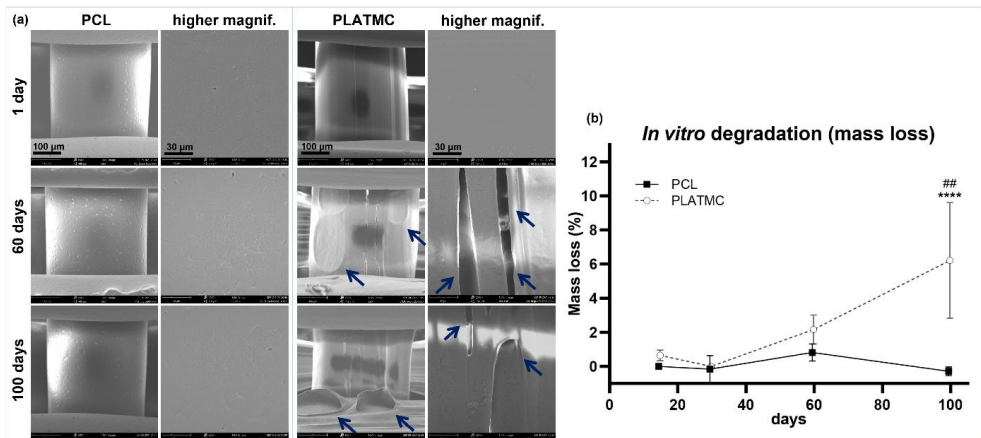 (a)
PCL
higher magnif.
PLATMC
higher magnif.
1 day
100 µm
30 µm
100 µm
30 µm
60 days
100 days
(b)
In vitro degradation (mass loss)
PCL
PLATMC
##
****
Mass loss (%)
12
10
8
6
4
2
0
0
20
40
60
80
100
days